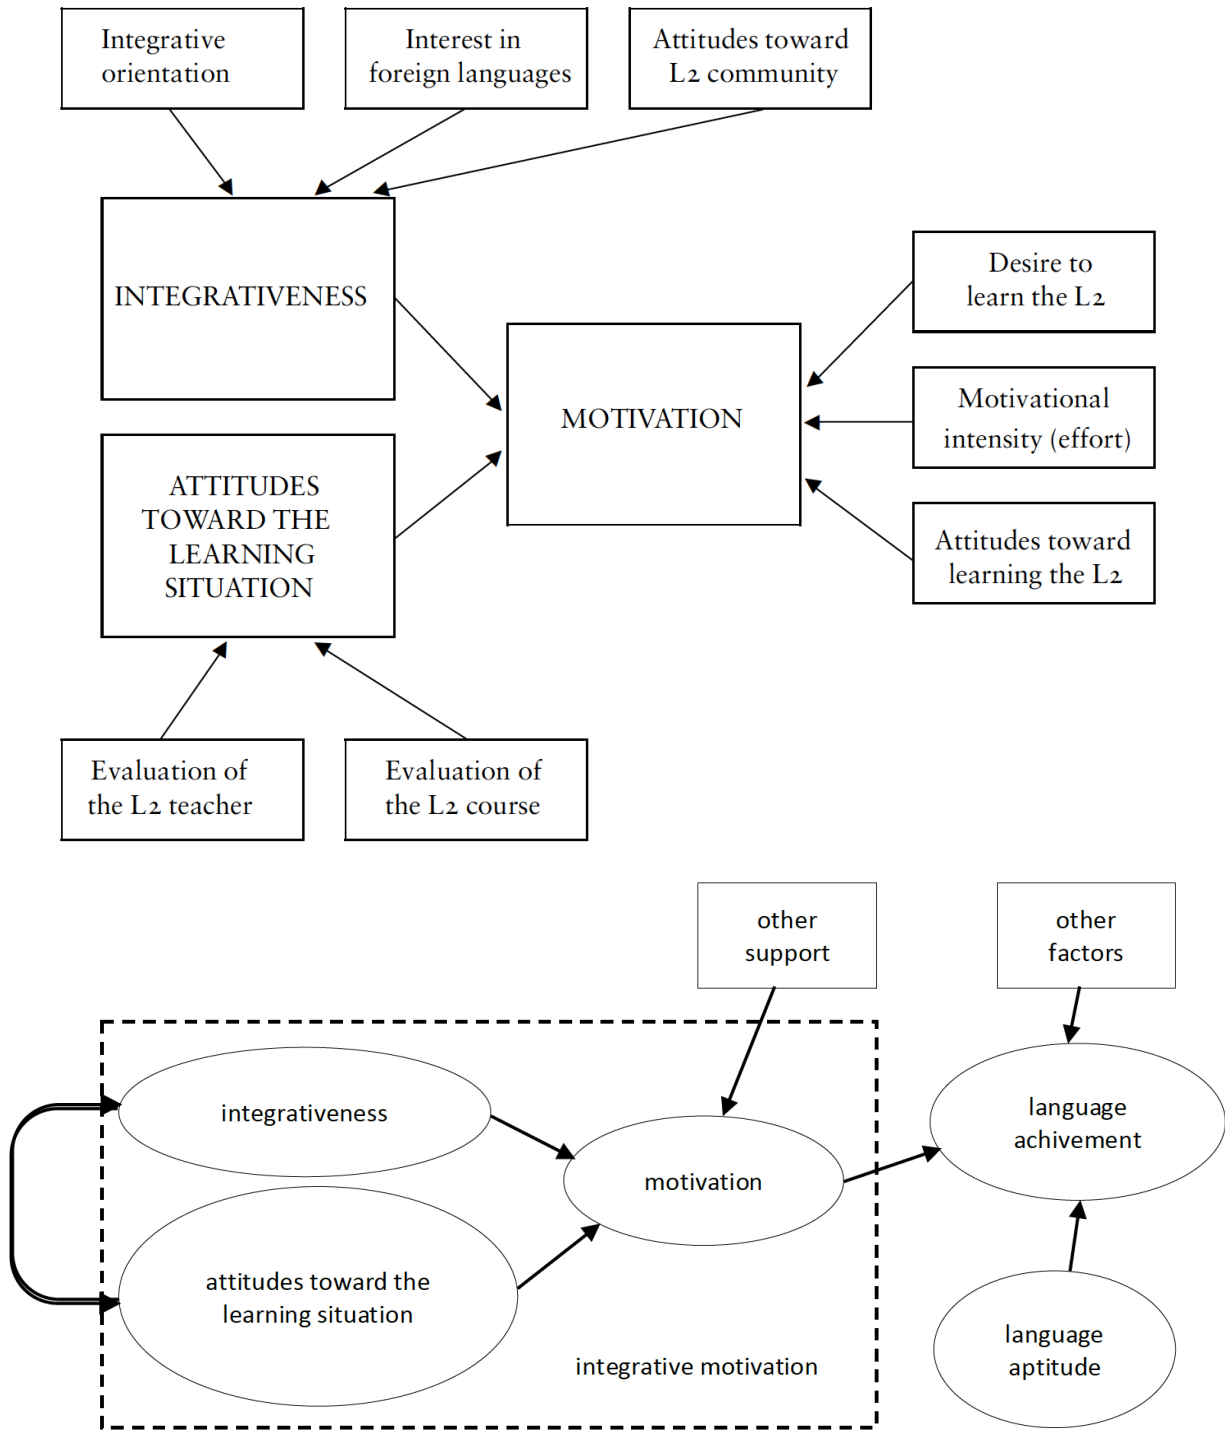 Integrative
orientation
Interest in
foreign languages
Attitudes toward
L2 community
INTEGRATIVENESS
Desire to
learn the L2
MOTIVATION
Motivational
intensity (effort)
ATTITUDES
TOWARD THE
LEARNING
SITUATION
Attitudes toward
learning the L2
Evaluation of
the L2 teacher
Evaluation of
the L2 course
other
support
other
factors
integrativeness
language
achivement
motivation
attitudes toward the
learning situation
integrative motivation
language
aptitude